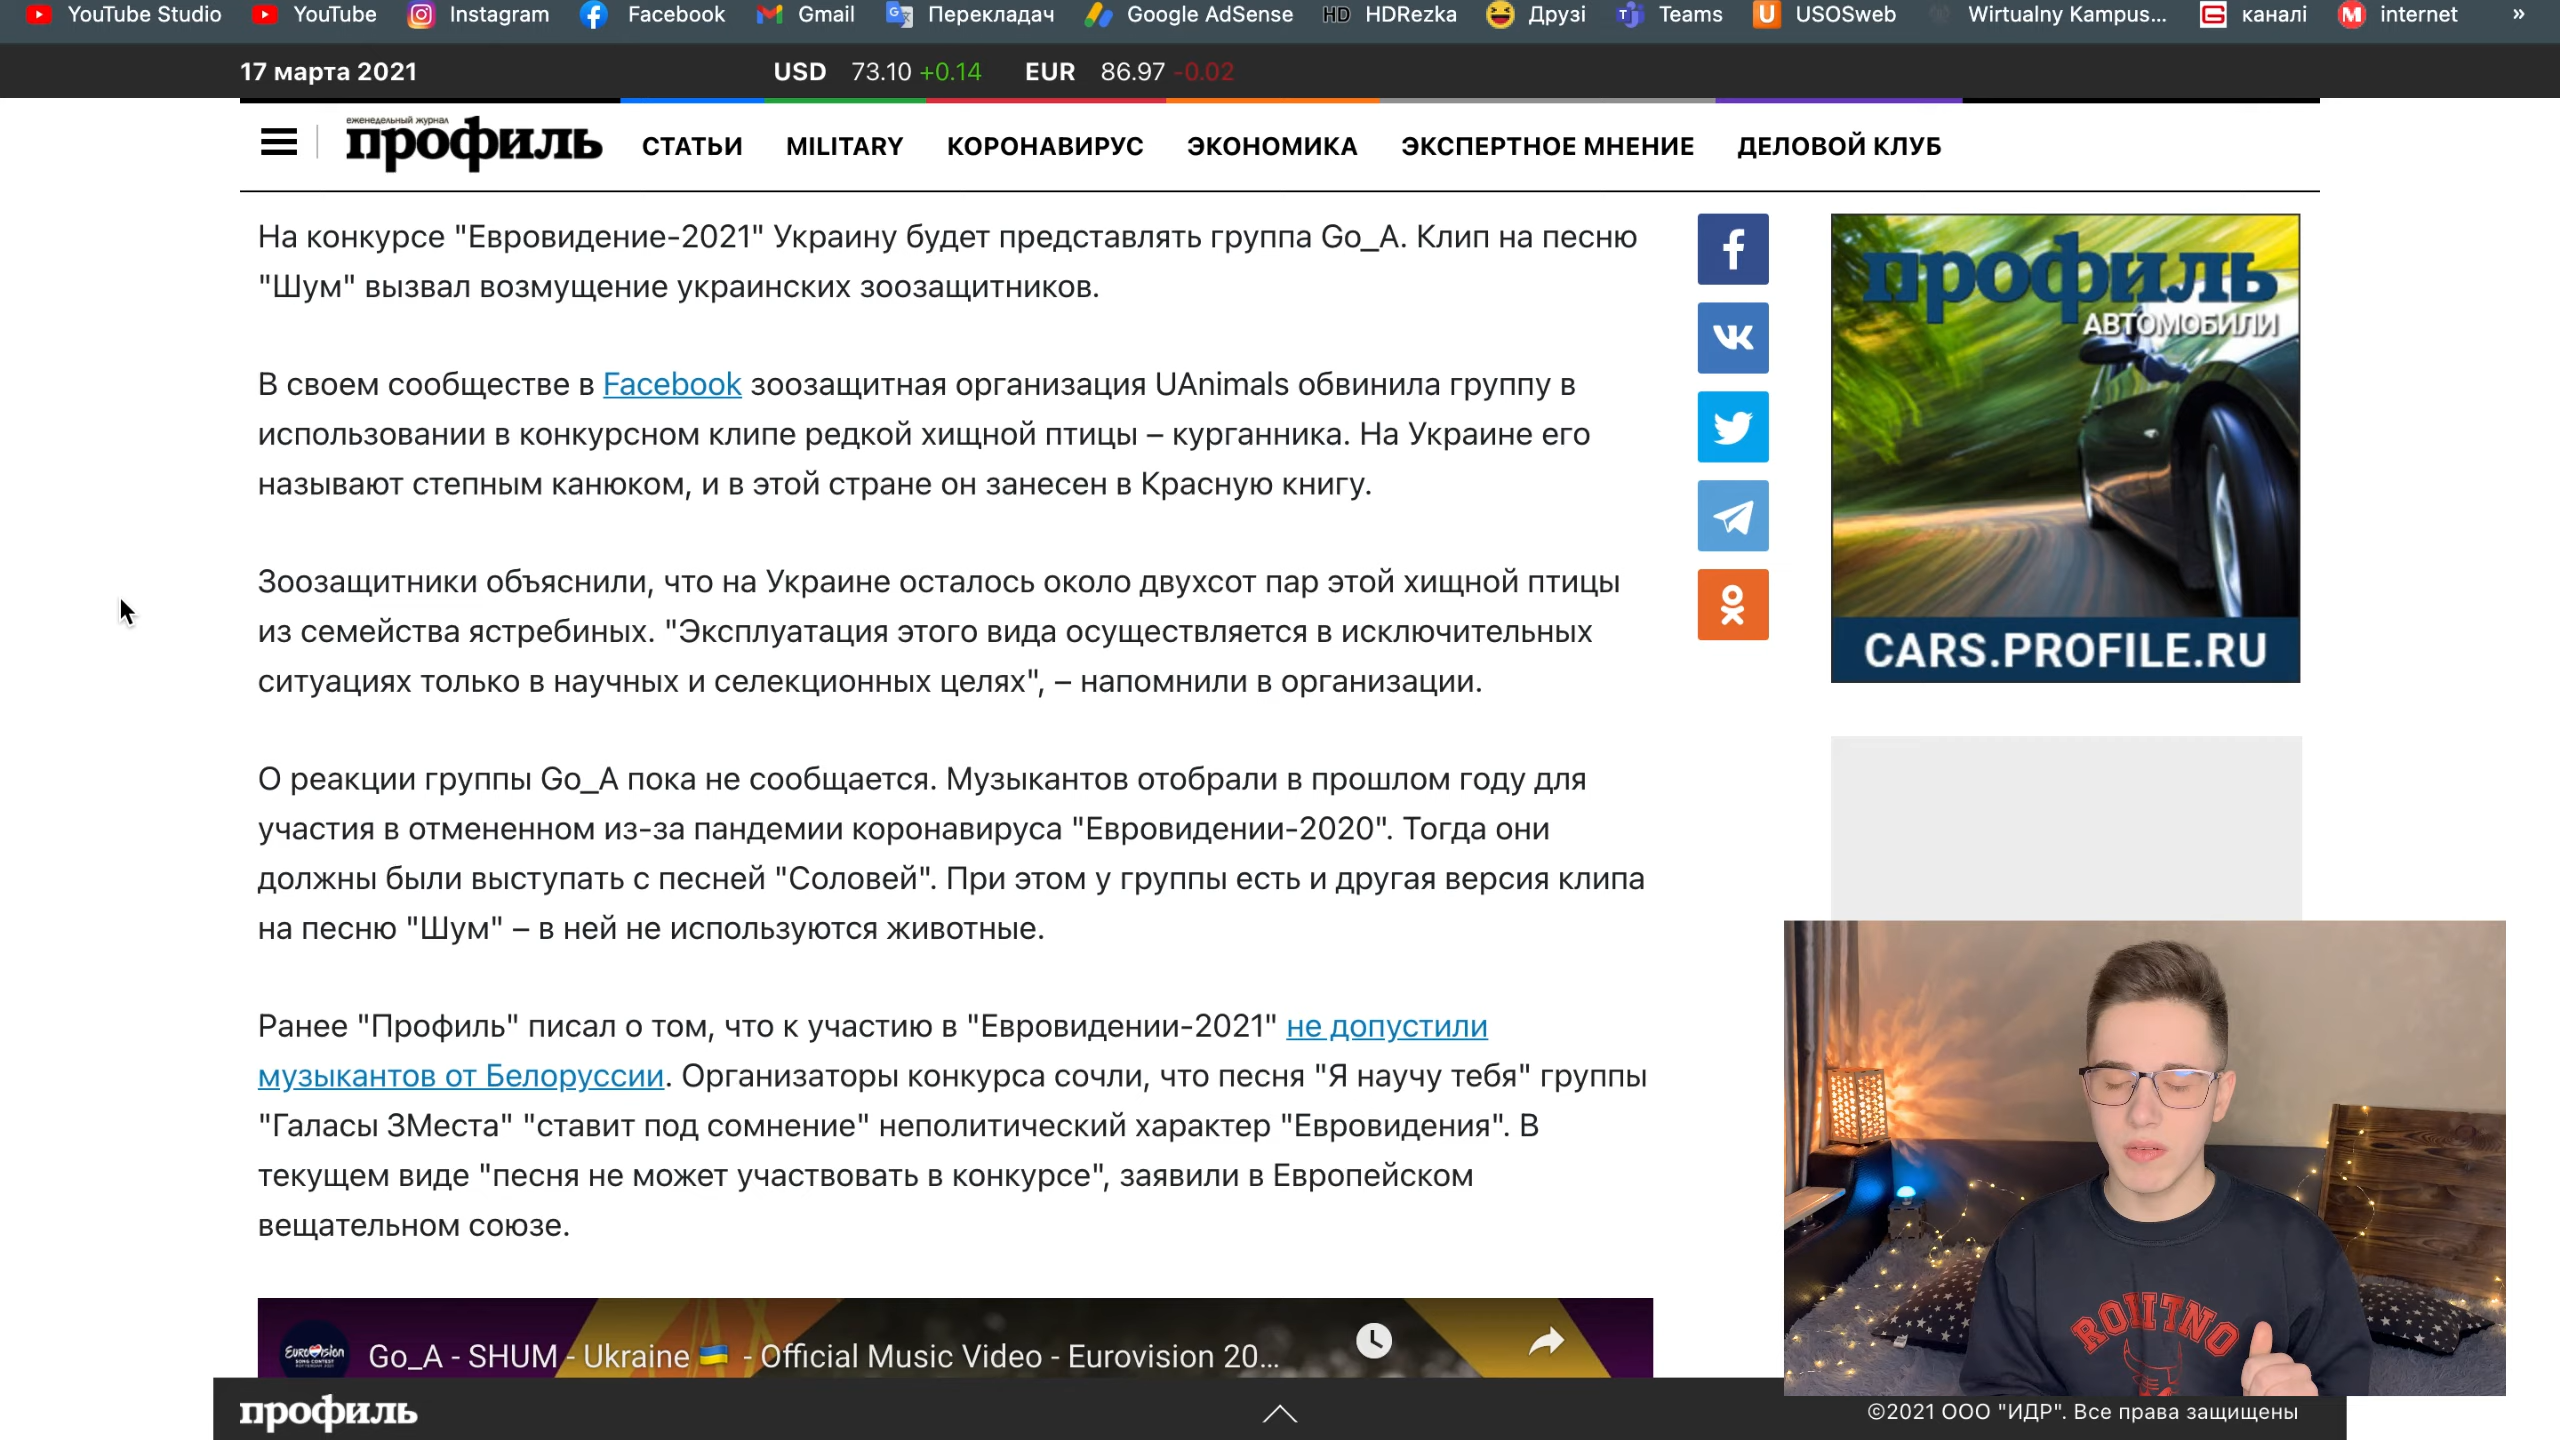 YouTube Studio YouTube Instagram Facebook Gmail Перекладач Google AdSense HD HDRezka Друзі Teams USOSweb Wirtualny Kampus... каналі internet »
17 марта 2021 USD 73.10 +0.14 EUR 86.97 -0.02
еженедельный журнал
профиль СТАТЬИ MILITARY КОРОНАВИРУС ЭКОНОМИКА ЭКСПЕРТНОЕ МНЕНИЕ ДЕЛОВОЙ КЛУБ
На конкурсе "Евровидение-2021" Украину будет представлять группа Go_A. Клип на песню
"Шум" вызвал возмущение украинских зоозащитников.
В своем сообществе в Facebook зоозащитная организация UAnimals обвинила группу в
использовании в конкурсном клипе редкой хищной птицы – курганника. На Украине его
называют степным канюком, и в этой стране он занесен в Красную книгу.
Зоозащитники объяснили, что на Украине осталось около двухсот пар этой хищной птицы
из семейства ястребиных. "Эксплуатация этого вида осуществляется в исключительных
ситуациях только в научных и селекционных целях", – напомнили в организации.
О реакции группы Go_A пока не сообщается. Музыкантов отобрали в прошлом году для
участия в отмененном из-за пандемии коронавируса "Евровидении-2020". Тогда они
должны были выступать с песней "Соловей". При этом у группы есть и другая версия клипа
на песню "Шум" – в ней не используются животные.
Ранее "Профиль" писал о том, что к участию в "Евровидении-2021" не допустили
музыкантов от Белоруссии. Организаторы конкурса сочли, что песня "Я научу тебя" группы
"Галасы ЗМеста" "ставит под сомнение" неполитический характер "Евровидения". В
текущем виде "песня не может участвовать в конкурсе", заявили в Европейском
вещательном союзе.
профиль
АВТОМОБИЛИ
CARS.PROFILE.RU
EUROVISION
SONG CONTEST
Go_A - SHUM - Ukraine 🇺🇦 - Official Music Video - Eurovision 20...
профиль
©2021 ООО "ИДР". Все права защищены